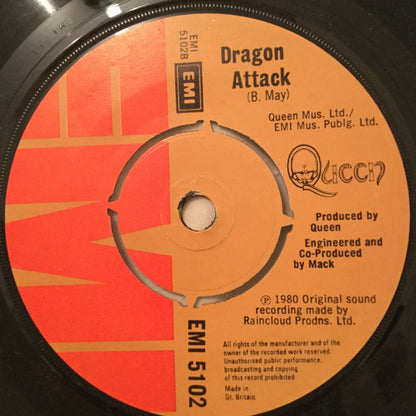 Dragon
Attack
(B. May)
EMI
5102B
EMI
Queen Mus. Ltd./
EMI Mus. Publg. Ltd.
Queen
Produced by
Queen
Engineered and
Co-Produced
by Mack
℗ 1980 Original sound
recording made by
Raincloud Prodns. Ltd.
EMI 5102
All rights of the manufacturer and of the
owner of the recorded work reserved.
Unauthorised public performance,
broadcasting and copying
of this record prohibited
Made in
Gt. Britain
EMI